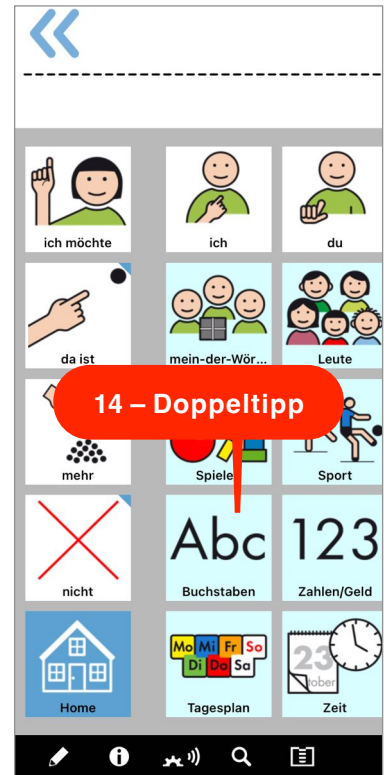 ich möchte ich du
da ist mein-der-Wör... Leute
14 – Doppeltipp
mehr Spiele Sport
Abc 123
nicht Buchstaben Zahlen/Geld
Mo Mi Fr So
Di Do Sa
23
tober
Home Tagesplan Zeit